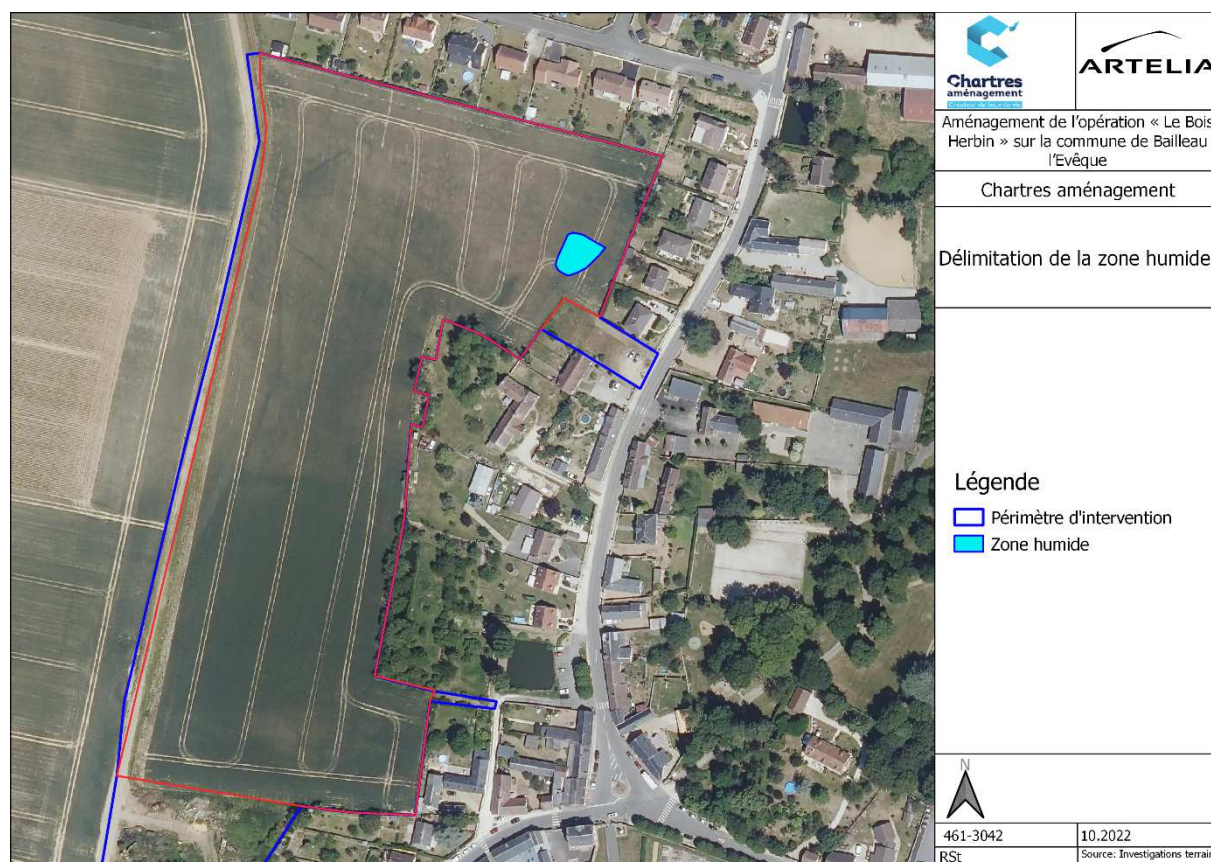 Chartres
aménagement
ARTELIA
Aménagement de l'opération « Le Bois
Herbin » sur la commune de Bailleau
l'Evêque
Chartres aménagement
Délimitation de la zone humide
Légende
Périmètre d'intervention
Zone humide
N
461-3042
10.2022
RSt
Source: Investigations terrain